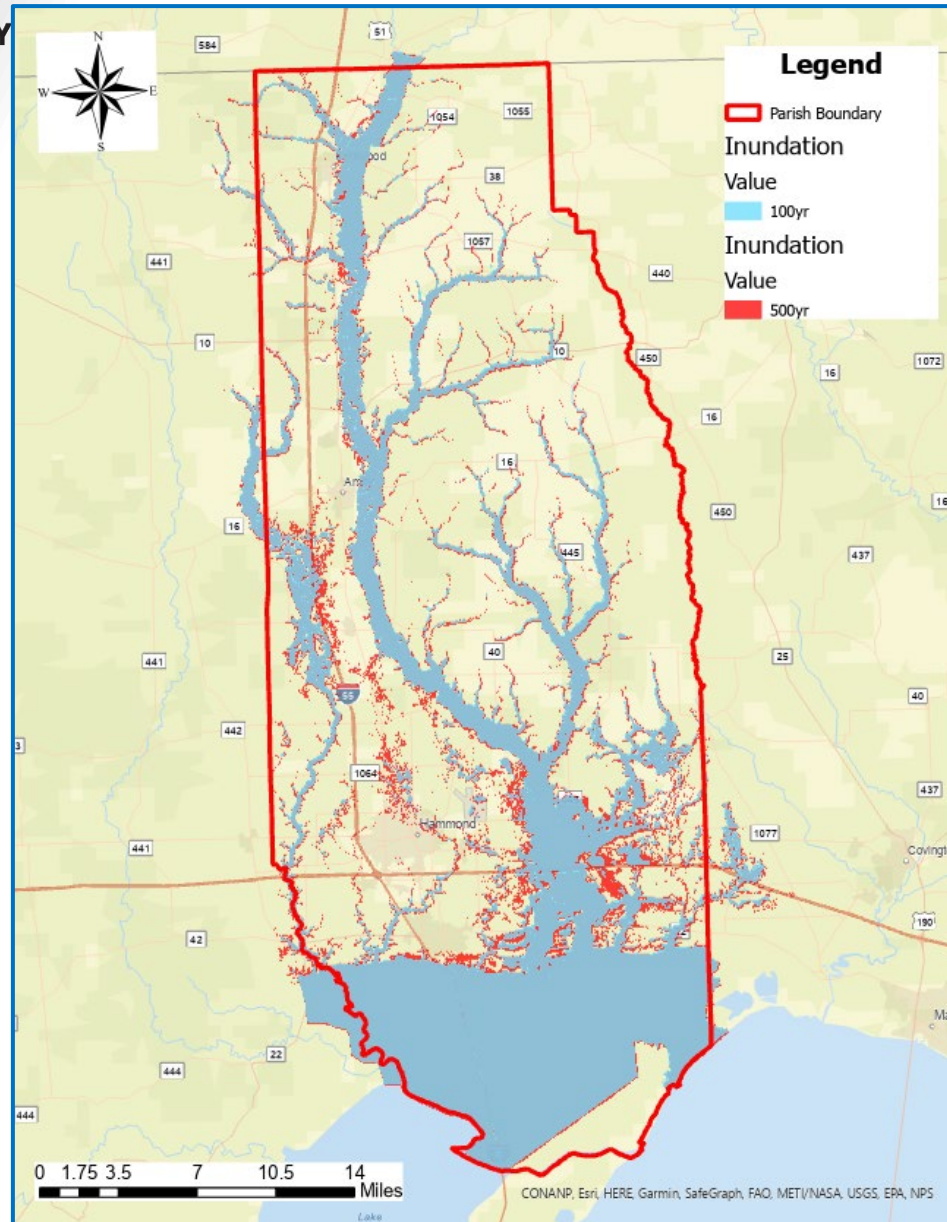 Y
N
W E
S
Legend
Parish Boundary
Inundation
Value
100yr
Inundation
Value
500yr
51
584
1054
1055
38
1057
441
440
10
10
450
1072
16
16
16
Am
450
16
16
437
445
441
40
25
55
40
442
1064
437
Hammond
1077
441
Covingt
190
42
22
444
444
0 1.75 3.5 7 10.5 14
Miles
Lake
CONANP, Esri, HERE, Garmin, SafeGraph, FAO, METI/NASA, USGS, EPA, NPS